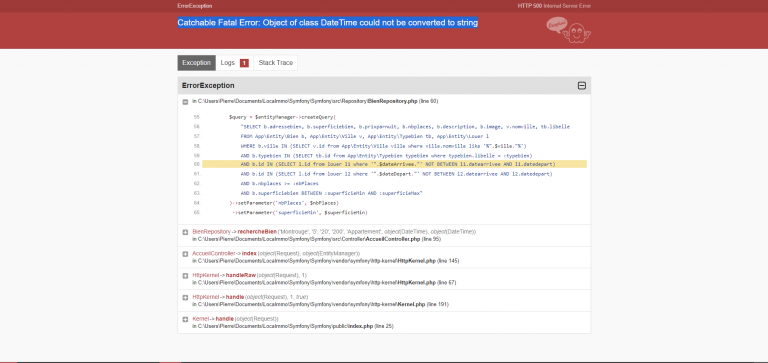 ErrorException
HTTP 500 Internal Server Error
Catchable Fatal Error: Object of class DateTime could not be converted to string
Exception
Logs 1
Stack Trace
ErrorException
in C:\Users\Pierre\Documents\Localmmo\Symfony\Symfony\src\Repository\BienRepository.php (line 60)
55 $query = $entityManager->createQuery(
56 "SELECT b.adressebien, b.superficiebien, b.prixparnuit, b.nbplaces, b.description, b.image, v.nomville, tb.libelle
57 FROM App\Entity\Bien b, App\Entity\Ville v, App\Entity\Typebien tb, App\Entity\Louer l
58 WHERE b.ville IN (SELECT v.id from App\Entity\Ville ville where ville.nomville like '%".$ville."%')
59 AND b.typebien IN (SELECT tb.id from App\Entity\Typebien typebien where typebien.libelle = :typebien)
60 AND b.id IN (SELECT l.id from louer l1 where '".$dateArrivee."' NOT BETWEEN l1.datearrivee AND l1.datedepart)
61 AND b.id IN (SELECT l.id from louer l2 where '".$dateDepart."' NOT BETWEEN l2.datearrivee AND l2.datedepart)
62 AND b.nbplaces >= :nbPlaces
63 AND b.superficiebien BETWEEN :superficieMin AND :superficieMax"
64 )->setParameter('nbPlaces', $nbPlaces)
65 ->setParameter('superficieMin', $superficieMin)
BienRepository->rechercheBien('Montrouge', '5', '20', '200', 'Appartement', object(DateTime), object(DateTime))
in C:\Users\Pierre\Documents\Localmmo\Symfony\Symfony\src\Controller\AccueilController.php (line 95)
AccueilController->index(object(Request), object(EntityManager))
in C:\Users\Pierre\Documents\Localmmo\Symfony\Symfony\vendor\symfony\http-kernel\HttpKernel.php (line 145)
HttpKernel->handleRaw(object(Request), 1)
in C:\Users\Pierre\Documents\Localmmo\Symfony\Symfony\vendor\symfony\http-kernel\HttpKernel.php (line 67)
HttpKernel->handle(object(Request), 1, true)
in C:\Users\Pierre\Documents\Localmmo\Symfony\Symfony\vendor\symfony\http-kernel\Kernel.php (line 191)
Kernel->handle(object(Request))
in C:\Users\Pierre\Documents\Localmmo\Symfony\Symfony\public\index.php (line 25)